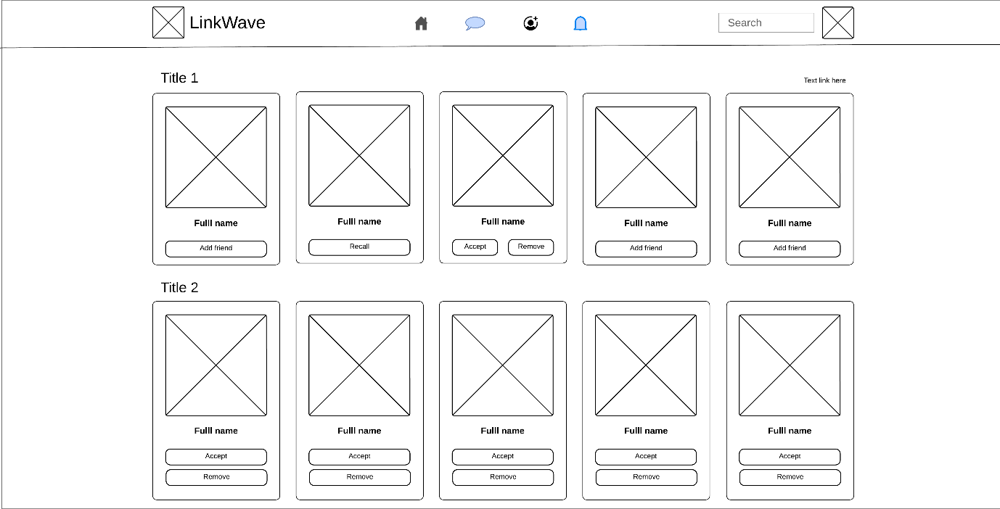 LinkWave
Search
Title 1
Text link here
Fulll name
Fulll name
Fulll name
Fulll name
Fulll name
Add friend
Recall
Accept
Remove
Add friend
Add friend
Title 2
Fulll name
Fulll name
Fulll name
Fulll name
Fulll name
Accept
Accept
Accept
Accept
Accept
Remove
Remove
Remove
Remove
Remove